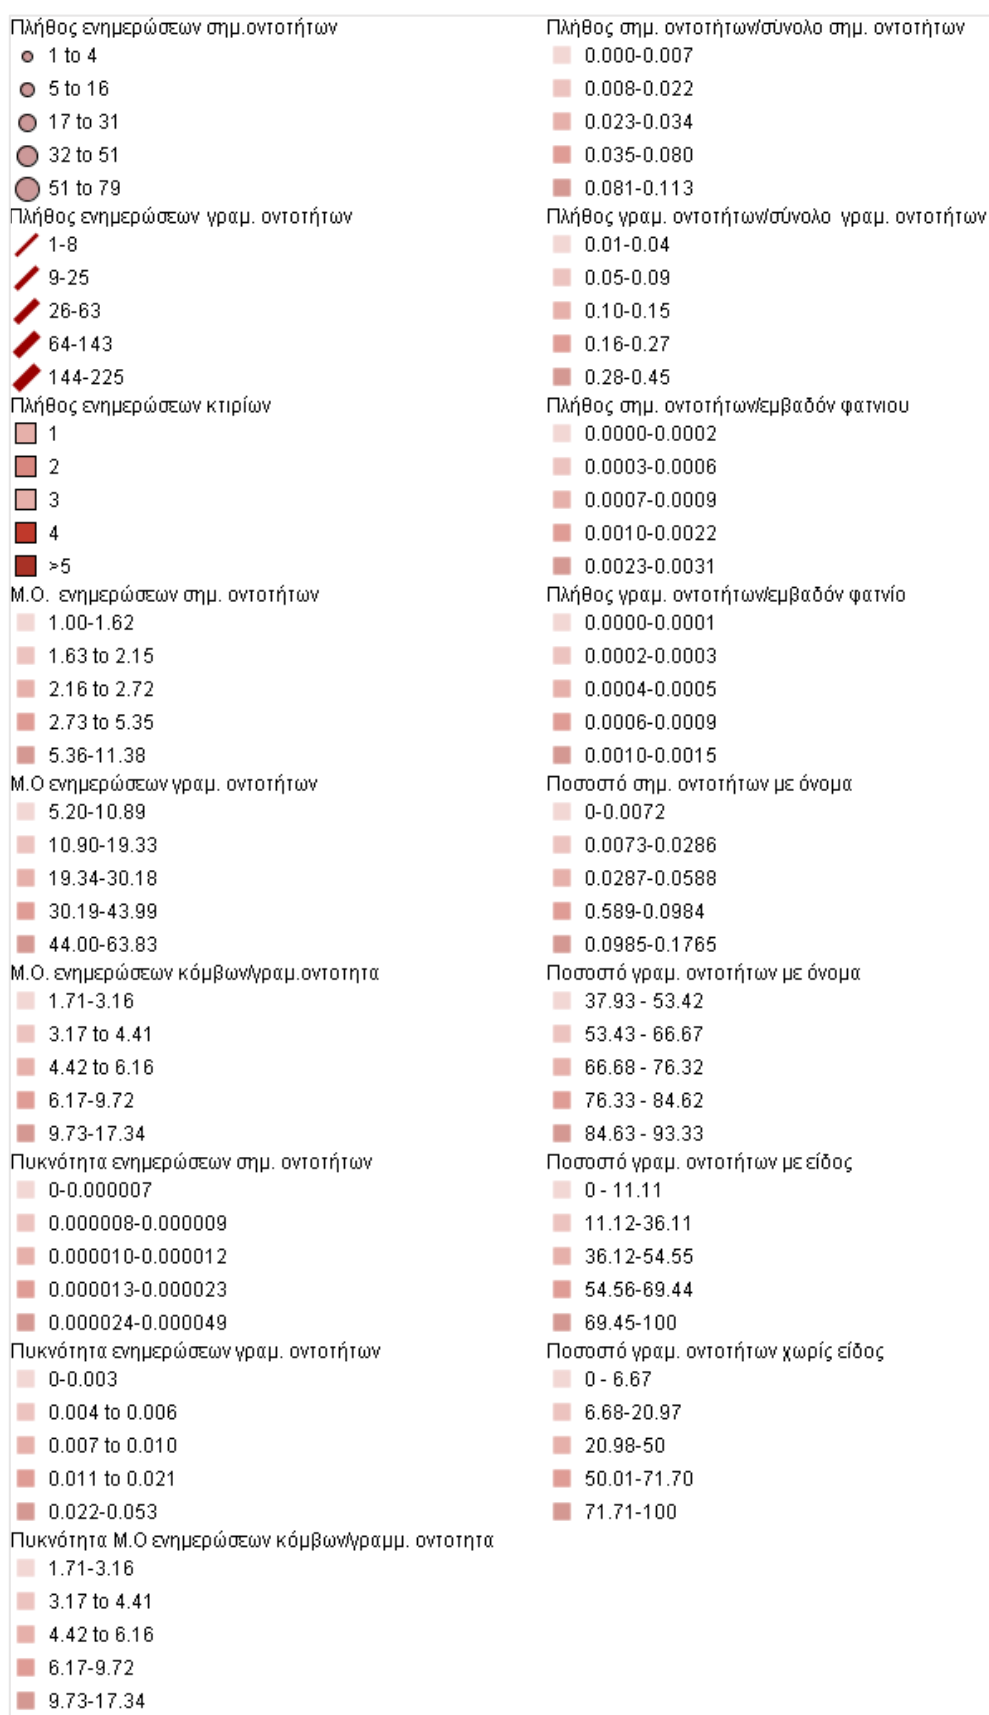 Πλήθος ενημερώσεων σημ.οντοτήτων
1 to 4
5 to 16
17 to 31
32 to 51
51 to 79
Πλήθος ενημερώσεων γραμ. οντοτήτων
1-8
9-25
26-63
64-143
144-225
Πλήθος ενημερώσεων κτιρίων
1
2
3
4
>5
Μ.Ο. ενημερώσεων σημ. οντοτήτων
1.00-1.62
1.63 to 2.15
2.16 to 2.72
2.73 to 5.35
5.36-11.38
Μ.Ο ενημερώσεων γραμ. οντοτήτων
5.20-10.89
10.90-19.33
19.34-30.18
30.19-43.99
44.00-63.83
Μ.Ο. ενημερώσεων κόμβων/γραμ.οντοτητα
1.71-3.16
3.17 to 4.41
4.42 to 6.16
6.17-9.72
9.73-17.34
Πυκνότητα ενημερώσεων σημ. οντοτήτων
0-0.000007
0.000008-0.000009
0.000010-0.000012
0.000013-0.000023
0.000024-0.000049
Πυκνότητα ενημερώσεων γραμ. οντοτήτων
0-0.003
0.004 to 0.006
0.007 to 0.010
0.011 to 0.021
0.022-0.053
Πυκνότητα Μ.Ο ενημερώσεων κόμβων/γραμμ. οντοτητα
1.71-3.16
3.17 to 4.41
4.42 to 6.16
6.17-9.72
9.73-17.34
Πλήθος σημ. οντοτήτων/σύνολο σημ. οντοτήτων
0.000-0.007
0.008-0.022
0.023-0.034
0.035-0.080
0.081-0.113
Πλήθος γραμ. οντοτήτων/σύνολο γραμ. οντοτήτων
0.01-0.04
0.05-0.09
0.10-0.15
0.16-0.27
0.28-0.45
Πλήθος σημ. οντοτήτων/εμβαδόν φατνιου
0.0000-0.0002
0.0003-0.0006
0.0007-0.0009
0.0010-0.0022
0.0023-0.0031
Πλήθος γραμ. οντοτήτων/εμβαδόν φατνίο
0.0000-0.0001
0.0002-0.0003
0.0004-0.0005
0.0006-0.0009
0.0010-0.0015
Ποσοστό σημ. οντοτήτων με όνομα
0-0.0072
0.0073-0.0286
0.0287-0.0588
0.589-0.0984
0.0985-0.1765
Ποσοστό γραμ. οντοτήτων με όνομα
37.93 - 53.42
53.43 - 66.67
66.68 - 76.32
76.33 - 84.62
84.63 - 93.33
Ποσοστό γραμ. οντοτήτων με είδος
0 - 11.11
11.12-36.11
36.12-54.55
54.56-69.44
69.45-100
Ποσοστό γραμ. οντοτήτων χωρίς είδος
0 - 6.67
6.68-20.97
20.98-50
50.01-71.70
71.71-100